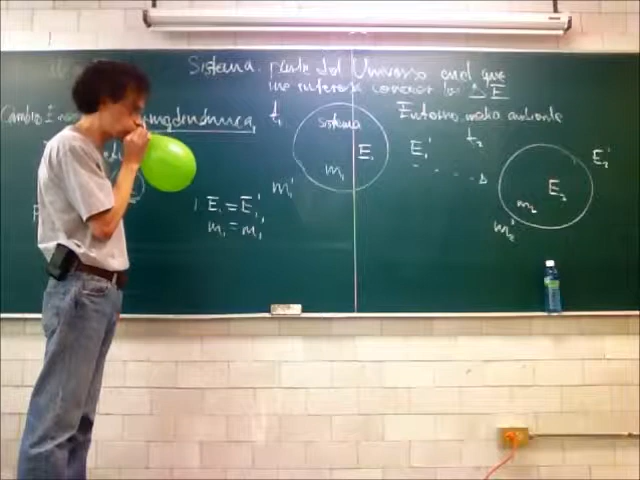 Sistema. parte del Universo en el que
me interesa conocer los ΔE
Cambio
Entorno. medio ambiente
t₁
t₂
Sistema
E₁
m₁
E₁'
m₁'
E₂
m₂
E₂'
m₂'
E₁ = E₁'
m₁ = m₁'